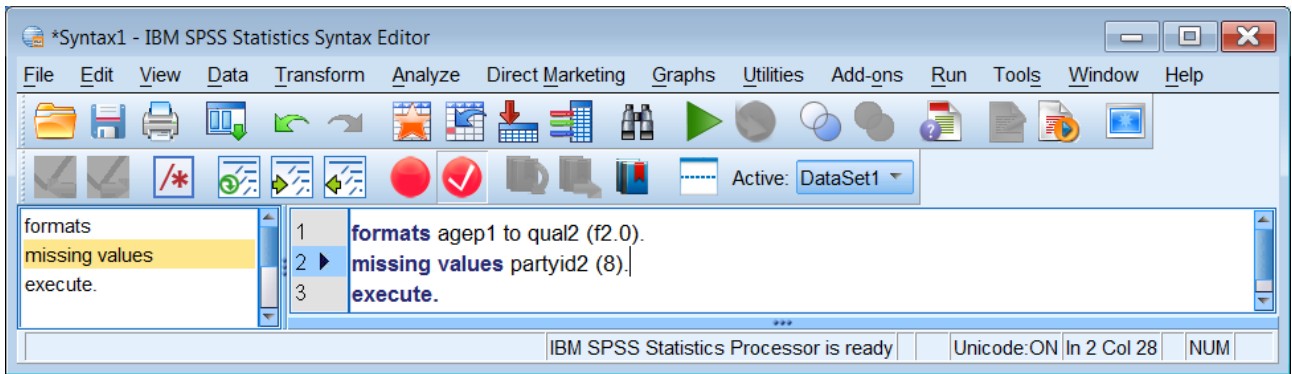 *Syntax1 - IBM SPSS Statistics Syntax Editor
File Edit View Data Transform Analyze Direct Marketing Graphs Utilities Add-ons Run Tools Window Help
/*
Active: DataSet1
formats
missing values
execute.
1 formats agep1 to qual2 (f2.0).
2 missing values partyid2 (8).
3 execute.
IBM SPSS Statistics Processor is ready Unicode:ON In 2 Col 28 NUM